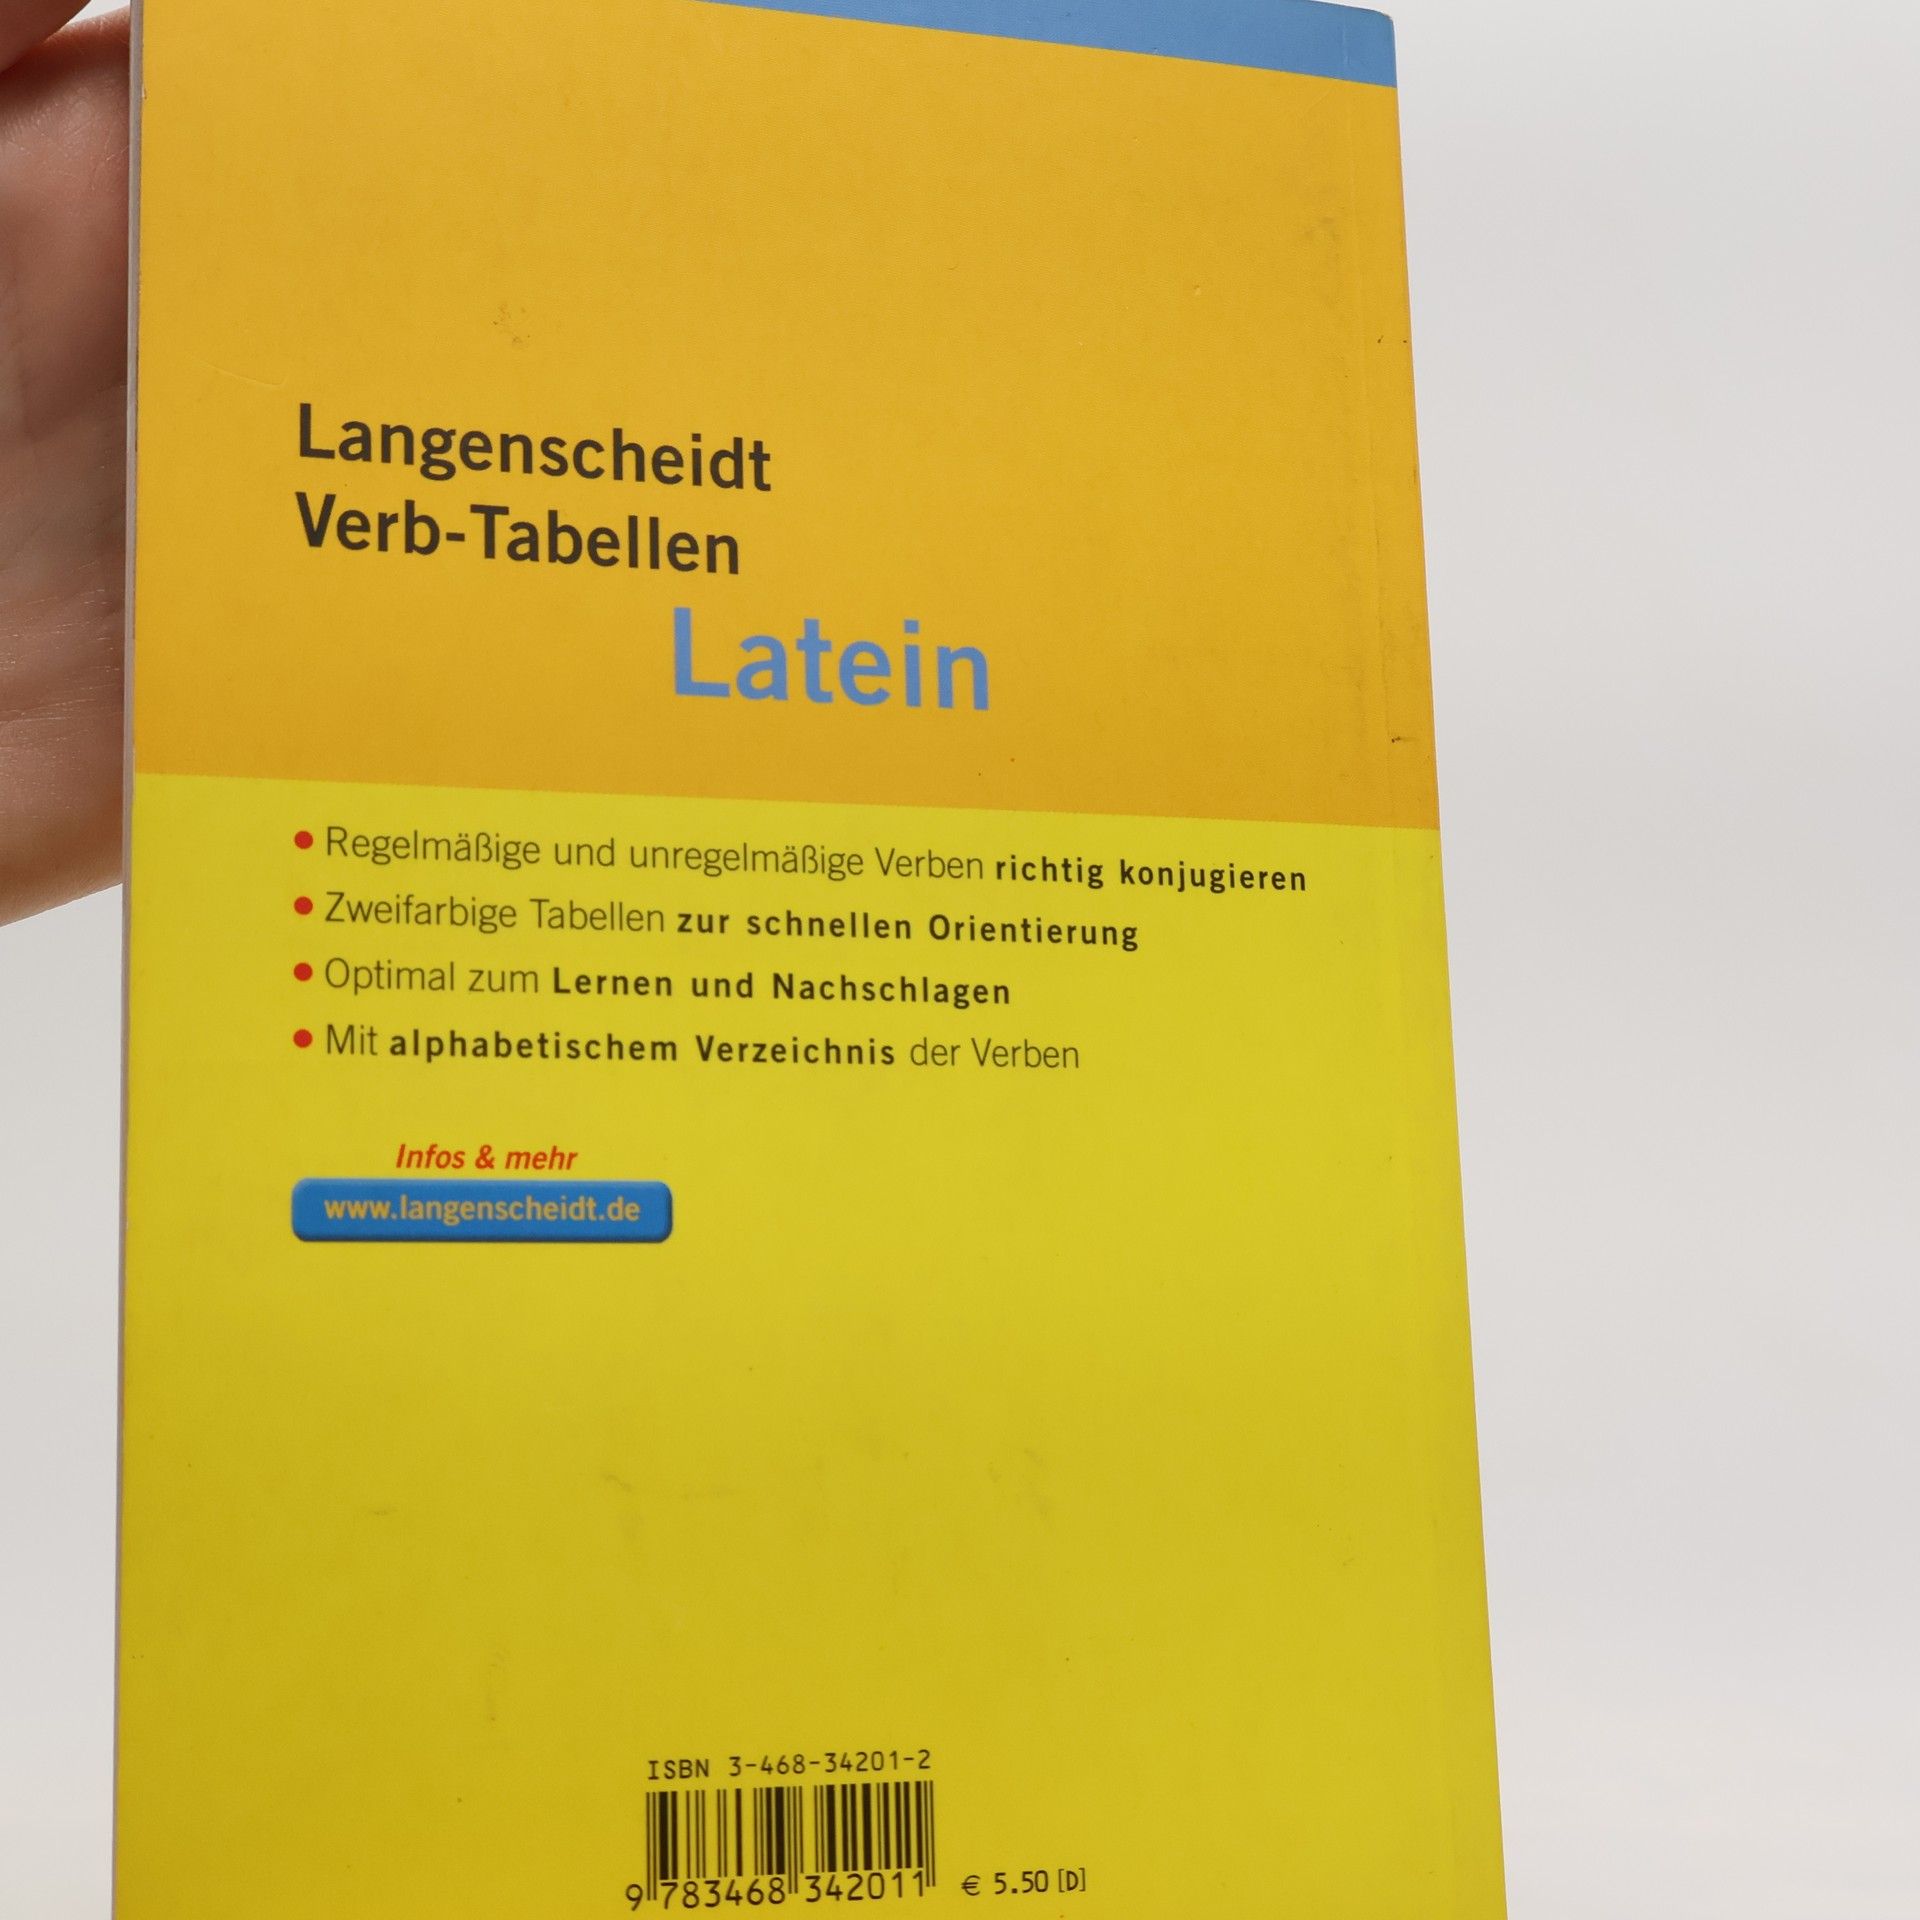 Langenscheidt
Verb-Tabellen
Latein
• Regelmäßige und unregelmäßige Verben richtig konjugieren
• Zweifarbige Tabellen zur schnellen Orientierung
• Optimal zum Lernen und Nachschlagen
• Mit alphabetischem Verzeichnis der Verben
Infos & mehr
www.langenscheidt.de
ISBN 3-468-34201-2
9 783468 342011 € 5.50 [D]